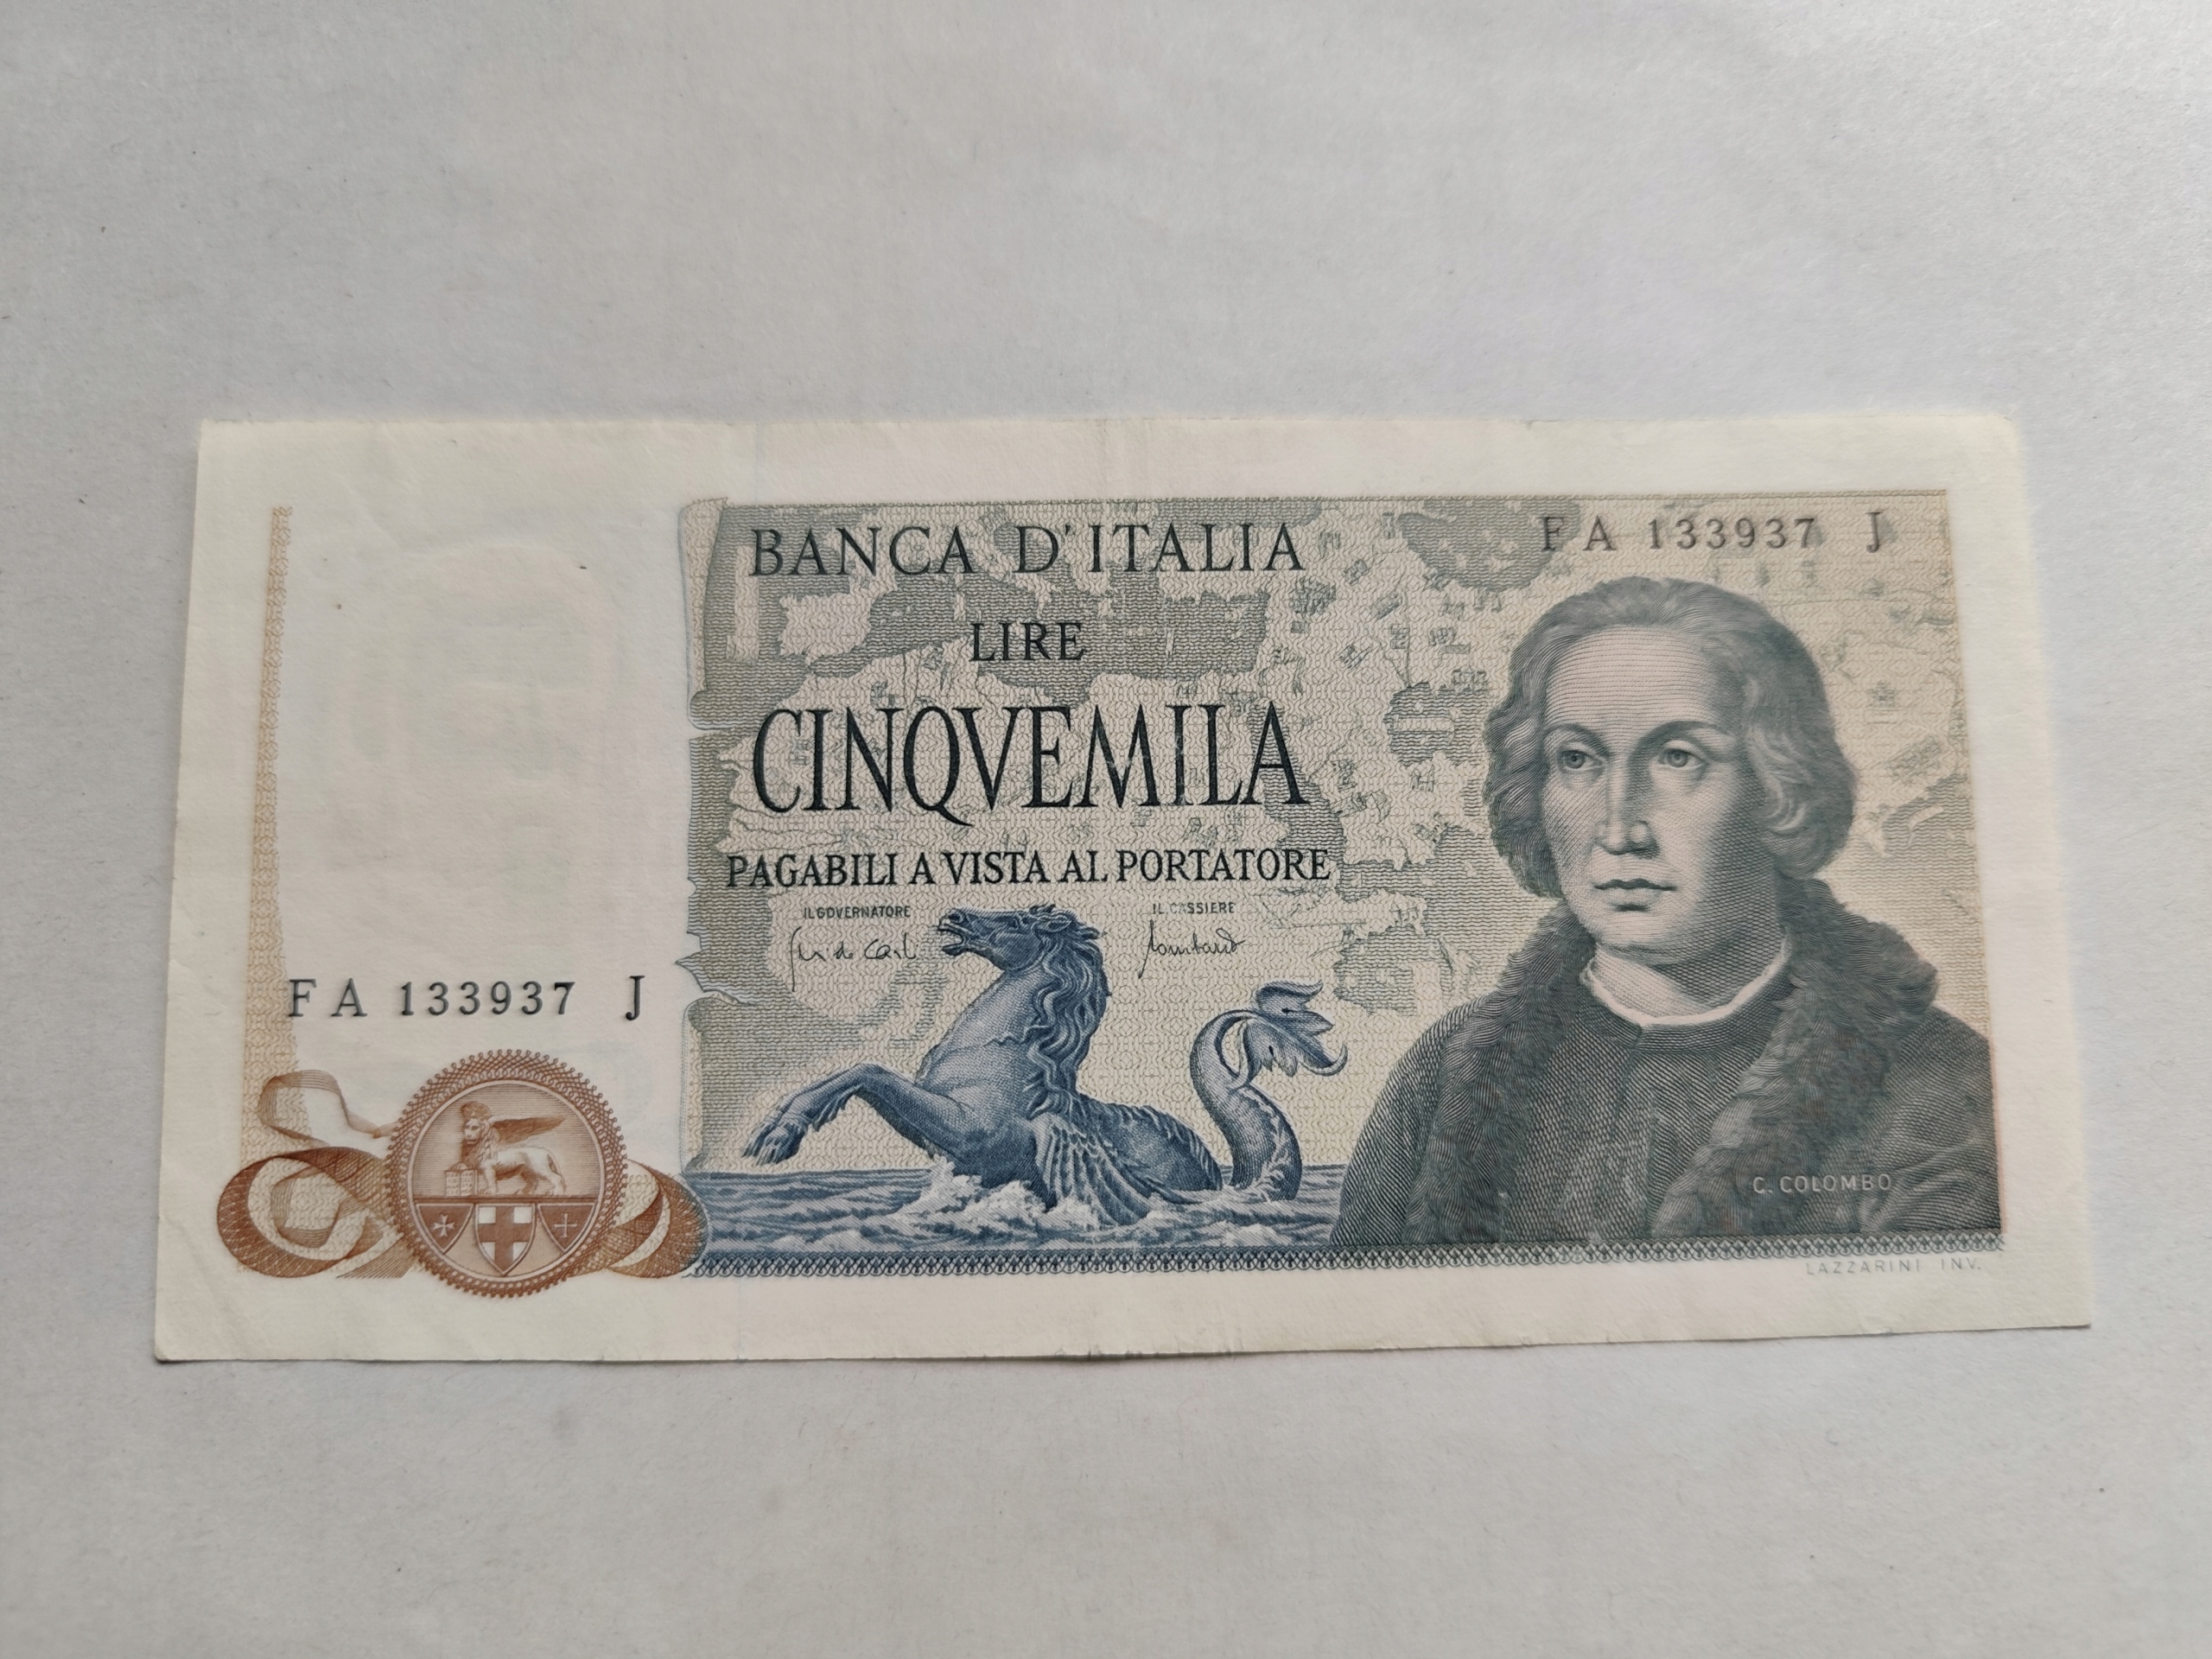 BANCA D'ITALIA
FA 133937 J
LIRE
CINQVEMILA
PAGABILI A VISTA AL PORTATORE
IL GOVERNATORE
IL CASSIERE
FA 133937 J
C. COLOMBO
LAZZARINI INV.